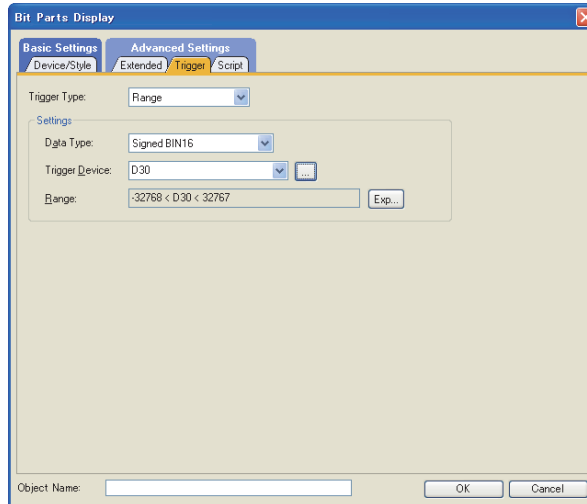 Bit Parts Display
Basic Settings
Advanced Settings
Device/Style
Extended
Trigger
Script
Trigger Type:
Range
Settings
Data Type:
Signed BIN16
Trigger Device:
D30
...
Range:
-32768 < D30 < 32767
Exp...
Object Name:
OK
Cancel